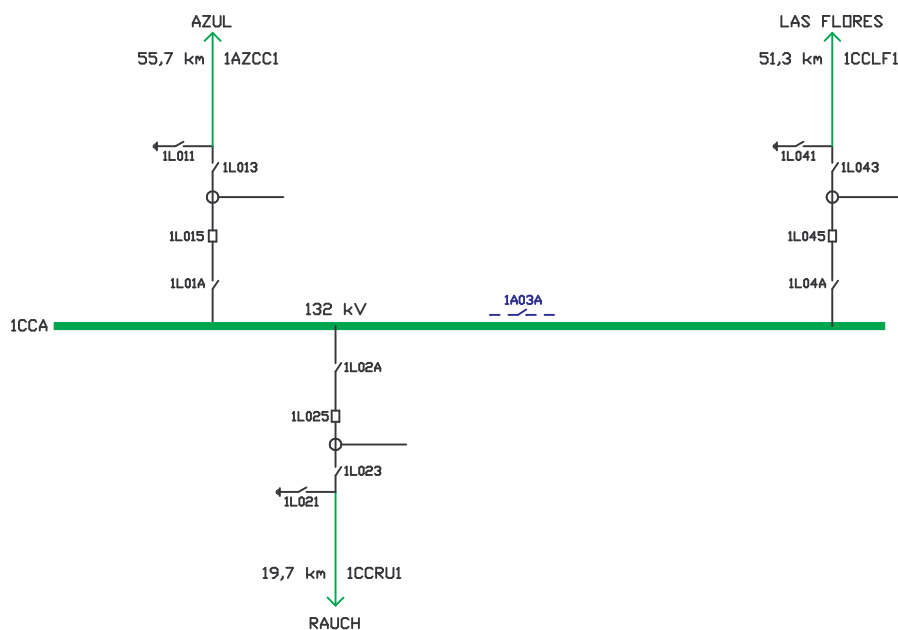 AZUL
LAS FLORES
55,7 km 1AZCC1
51,3 km 1CCLF1
1L011
1L041
1L013
1L043
1L015
1L045
1L01A
1L04A
1A03A
132 kV
1CCA
1L02A
1L025
1L023
1L021
19,7 km 1CCRU1
RAUCH